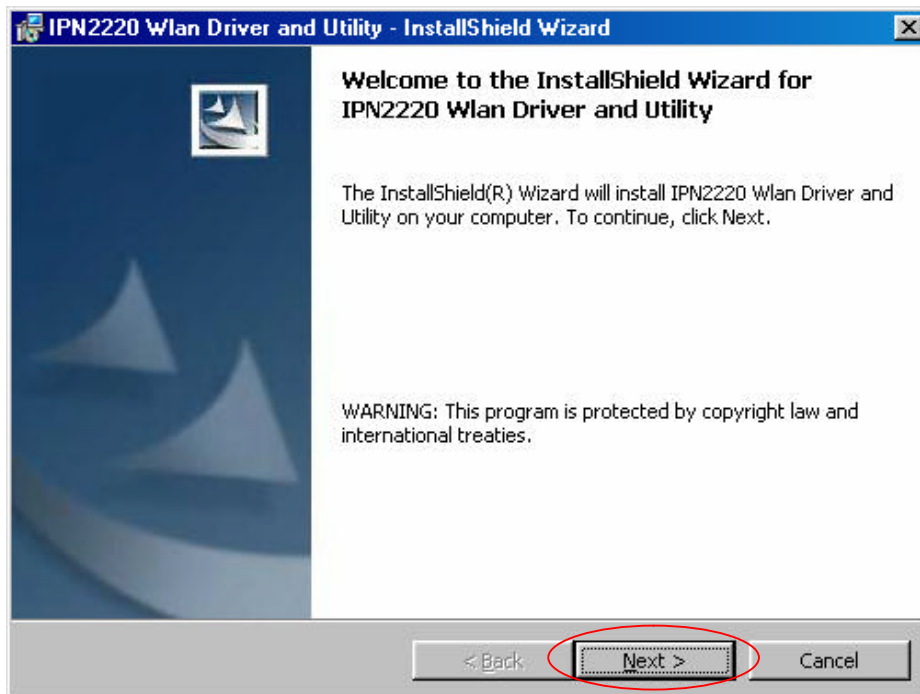 IPN2220 Wlan Driver and Utility - InstallShield Wizard
Welcome to the InstallShield Wizard for
IPN2220 Wlan Driver and Utility
The InstallShield(R) Wizard will install IPN2220 Wlan Driver and
Utility on your computer. To continue, click Next.
WARNING: This program is protected by copyright law and
international treaties.
< Back Next > Cancel